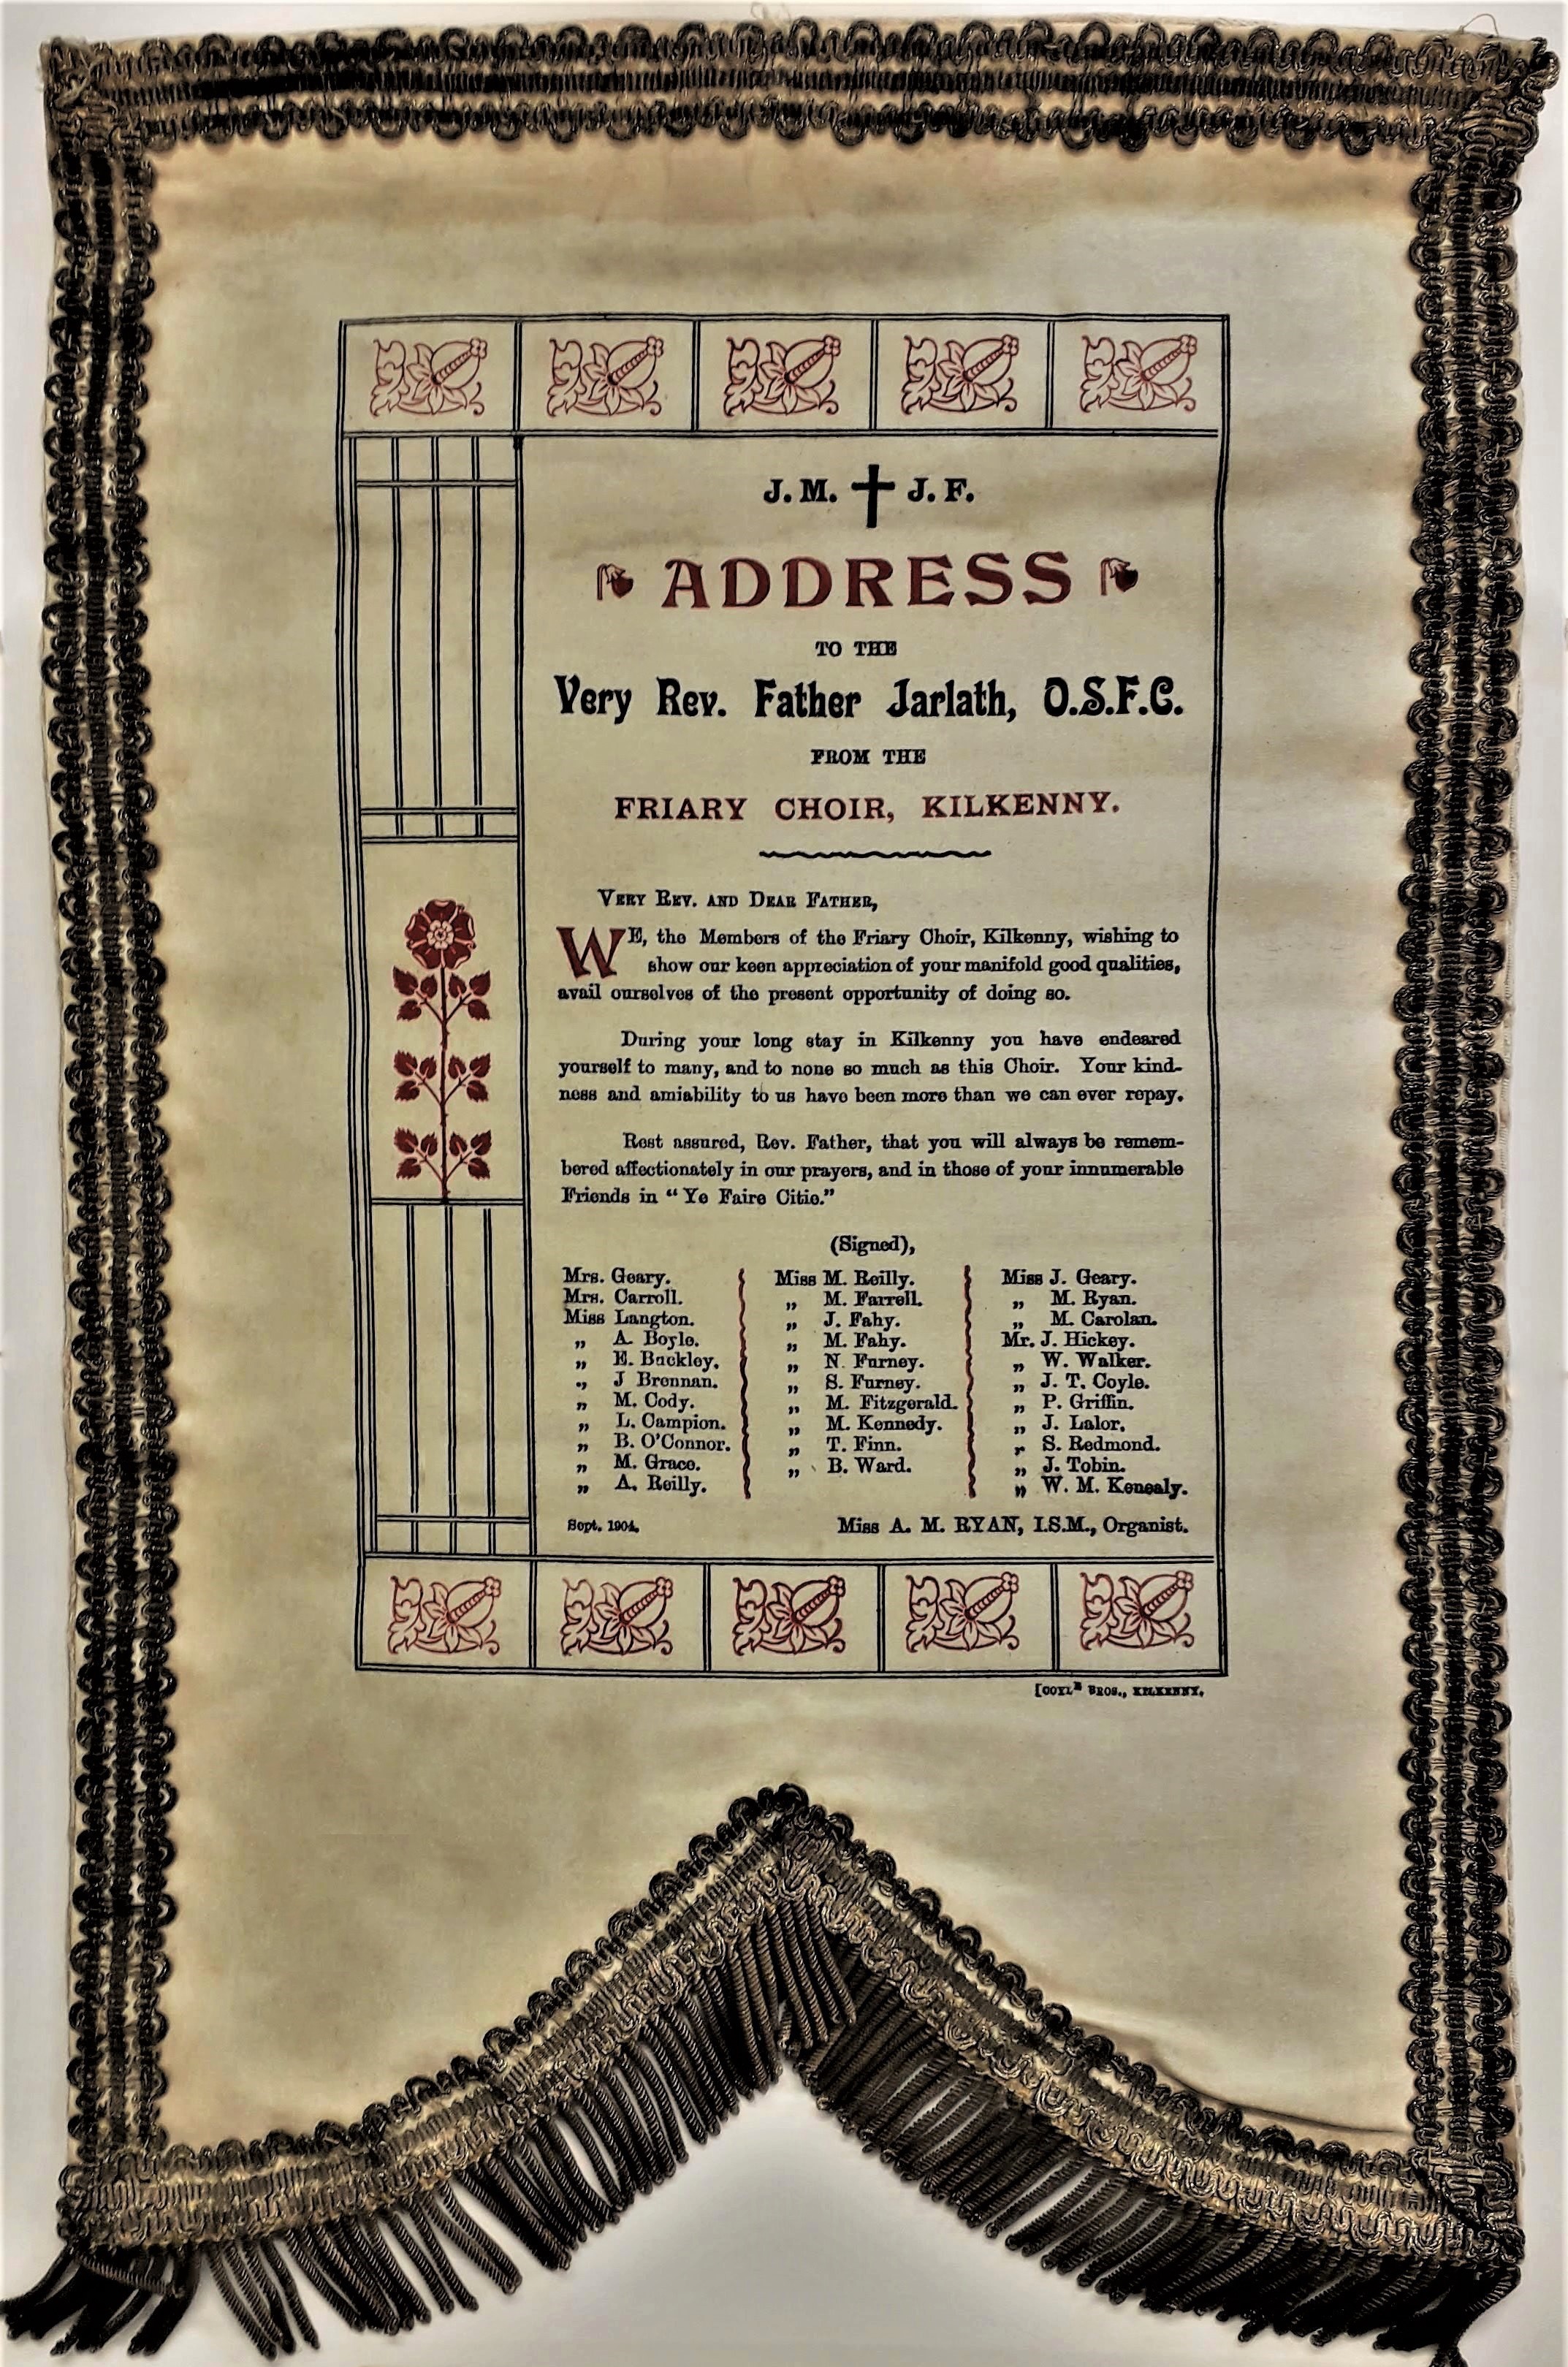 J. M. † J. F.
ADDRESS
TO THE
Very Rev. Father Jarlath, O.S.F.C.
FROM THE
FRIARY CHOIR, KILKENNY.
VERY REV. AND DEAR FATHER,
WE, the Members of the Friary Choir, Kilkenny, wishing to
show our keen appreciation of your manifold good qualities,
avail ourselves of the present opportunity of doing so.
During your long stay in Kilkenny you have endeared
yourself to many, and to none so much as this Choir. Your kind-
ness and amiability to us have been more than we can ever repay.
Rest assured, Rev. Father, that you will always be remem-
bered affectionately in our prayers, and in those of your innumerable
Friends in “Ye Faire Citie.”
(Signed),
Mrs. Geary.
Mrs. Carroll.
Miss Langton.
„ A. Boyle.
„ E. Buckley.
„ J Brennan.
„ M. Cody.
„ L. Campion.
„ B. O'Connor.
„ M. Grace.
„ A. Reilly.
Miss M. Reilly.
„ M. Farrell.
„ J. Fahy.
„ M. Fahy.
„ N. Furney.
„ S. Furney.
„ M. Fitzgerald.
„ M. Kennedy.
„ T. Finn.
„ B. Ward.
Miss J. Geary.
„ M. Ryan.
„ M. Carolan.
Mr. J. Hickey.
„ W. Walker.
„ J. T. Coyle.
„ P. Griffin.
„ J. Lalor.
„ S. Redmond.
„ J. Tobin.
„ W. M. Kenealy.
Sept. 1904. Miss A. M. RYAN, I.S.M., Organist.
[COYLE BROS., KILKENNY.